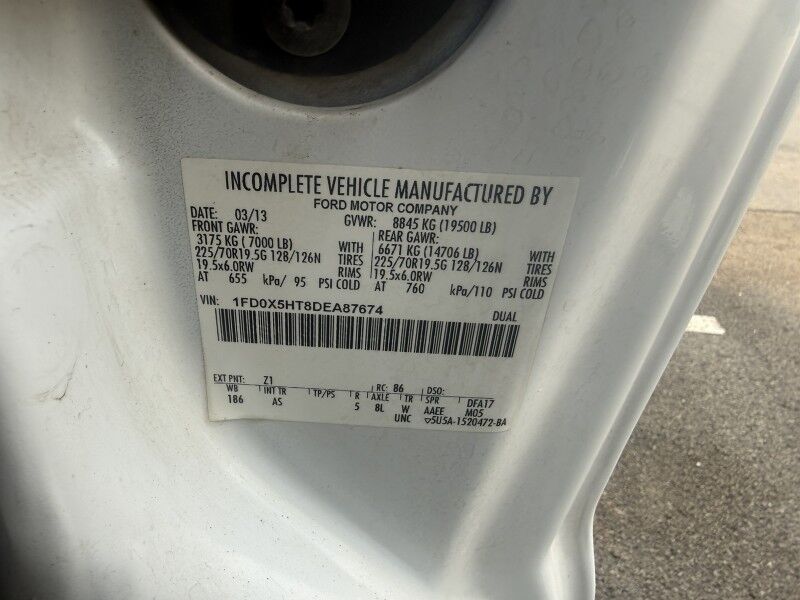 INCOMPLETE VEHICLE MANUFACTURED BY
FORD MOTOR COMPANY
DATE: 03/13 GVWR: 8845 KG (19500 LB)
FRONT GAWR: REAR GAWR:
3175 KG ( 7000 LB) WITH 6671 KG (14706 LB) WITH
225/70R19.5G 128/126N TIRES 225/70R19.5G 128/126N TIRES
19.5x6.0RW RIMS 19.5x6.0RW RIMS
AT 655 kPa/ 95 PSI COLD AT 760 kPa/110 PSI COLD
VIN: 1FD0X5HT8DEA87674 DUAL
EXT PNT: Z1 RC: 86 DSO:
WB INT TR TP/PS R AXLE TR SPR DFA17
186 AS 5 8L W AAEE M05
UNC ▽5U5A-1520472-BA